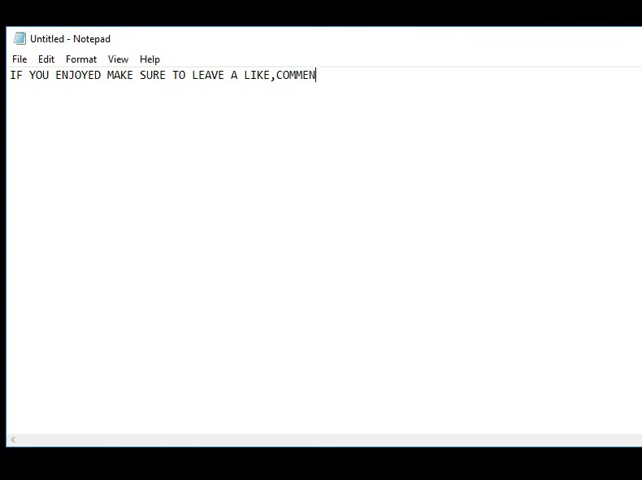 Untitled - Notepad
File Edit Format View Help
IF YOU ENJOYED MAKE SURE TO LEAVE A LIKE,COMMEN